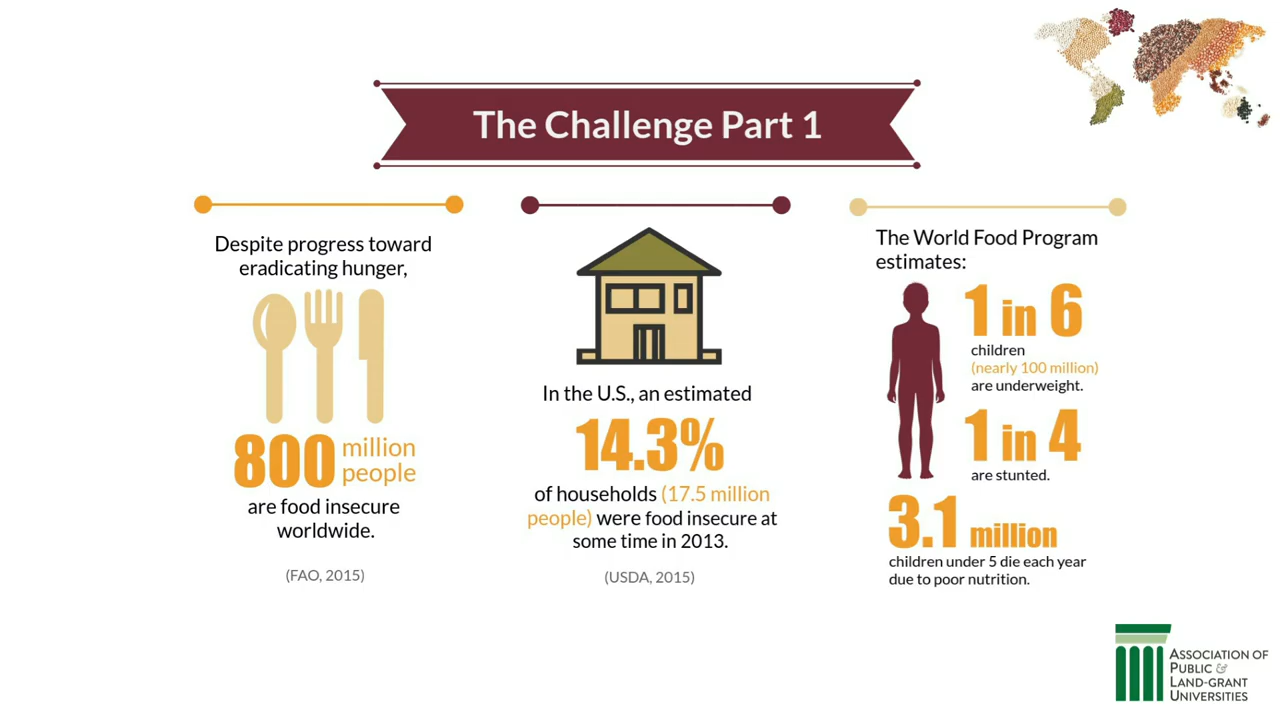 The Challenge Part 1
Despite progress toward
eradicating hunger,
800 million
people
are food insecure
worldwide.
(FAO, 2015)
In the U.S., an estimated
14.3%
of households (17.5 million
people) were food insecure at
some time in 2013.
(USDA, 2015)
The World Food Program
estimates:
1 in 6
children
(nearly 100 million)
are underweight.
1 in 4
are stunted.
3.1 million
children under 5 die each year
due to poor nutrition.
ASSOCIATION OF
PUBLIC &
LAND-GRANT
UNIVERSITIES